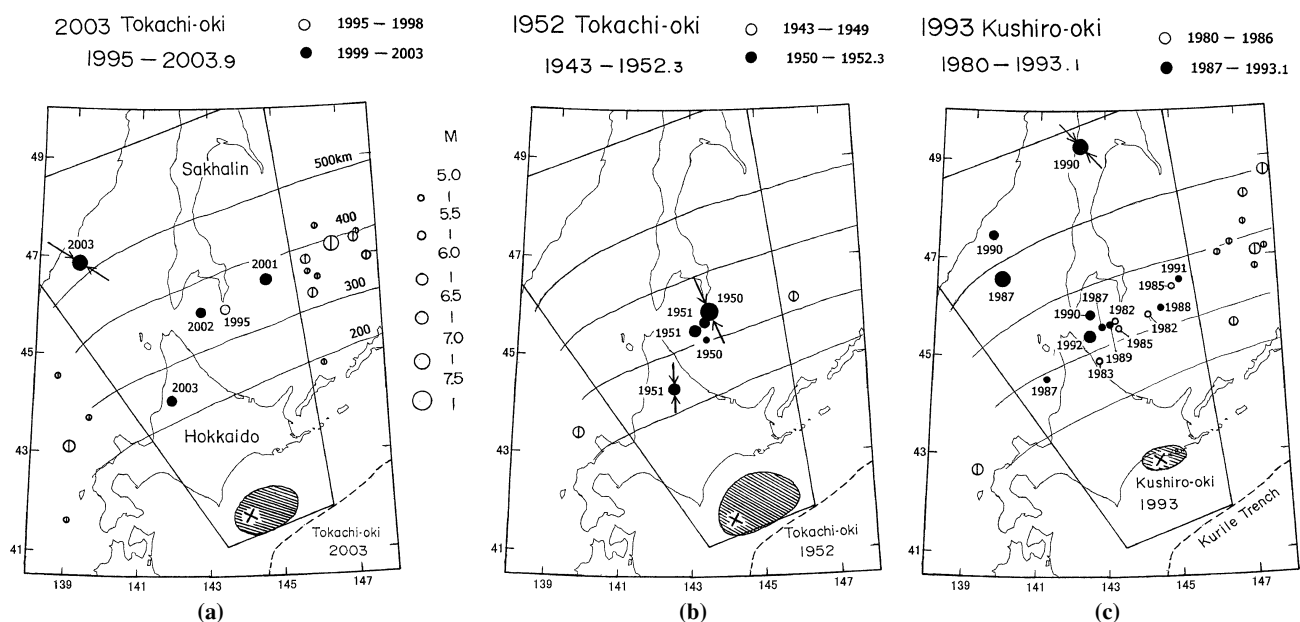 2003 Tokachi-oki
1995 – 2003.9
1995 – 1998
1999 – 2003
49
47
45
43
41
139
141
143
145
147
Sakhalin
500km
400
300
200
2003
2001
2002
1995
2003
Hokkaido
Tokachi-oki
2003
(a)
M
5.0
5.5
6.0
6.5
7.0
7.5
1952 Tokachi-oki
1943 – 1952.3
1943 – 1949
1950 – 1952.3
49
47
45
43
41
139
141
143
145
147
1950
1951
1951
1950
1951
Tokachi-oki
1952
(b)
1993 Kushiro-oki
1980 – 1993.1
1980 – 1986
1987 – 1993.1
49
47
45
43
41
139
141
143
145
147
1990
1990
1987
1991
1985
1987
1982
1988
1990
1982
1992
1985
1989
1983
1987
Kushiro-oki
1993
Kurile Trench
(c)